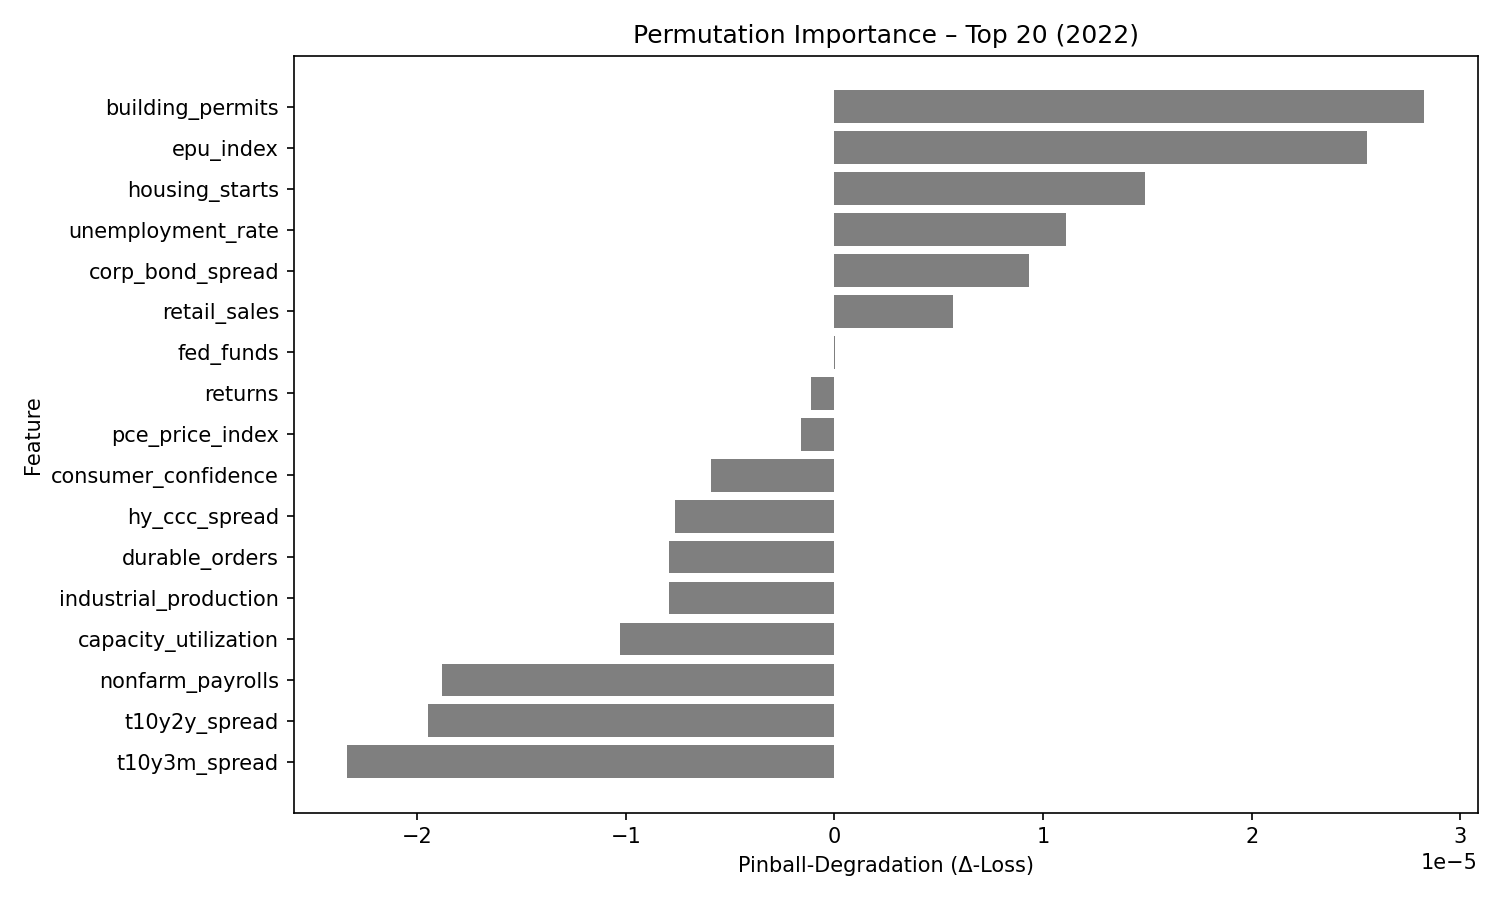 Permutation Importance – Top 20 (2022)
building_permits
epu_index
housing_starts
unemployment_rate
corp_bond_spread
retail_sales
fed_funds
returns
pce_price_index
consumer_confidence
hy_ccc_spread
durable_orders
industrial_production
capacity_utilization
nonfarm_payrolls
t10y2y_spread
t10y3m_spread
Feature
−2 −1 0 1 2 3
1e−5
Pinball-Degradation (Δ-Loss)